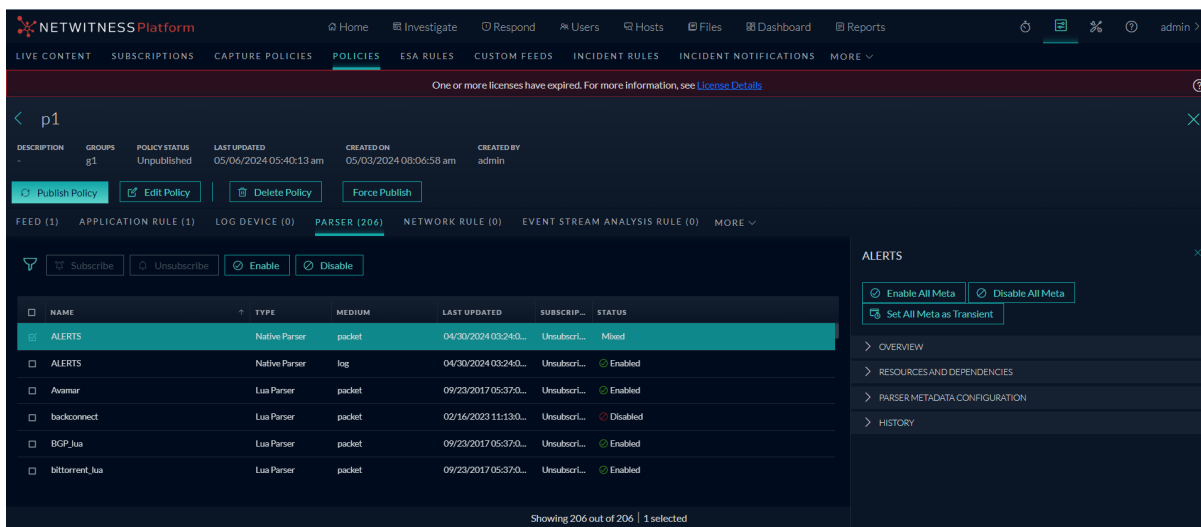 NETWITNESS Platform Home Investigate Respond Users Hosts Files Dashboard Reports admin >
LIVE CONTENT SUBSCRIPTIONS CAPTURE POLICIES POLICIES ESA RULES CUSTOM FEEDS INCIDENT RULES INCIDENT NOTIFICATIONS MORE
One or more licenses have expired. For more information, see License Details
p1
DESCRIPTION GROUPS POLICY STATUS LAST UPDATED CREATED ON CREATED BY
- g1 Unpublished 05/06/2024 05:40:13 am 05/03/2024 08:06:58 am admin
Publish Policy Edit Policy Delete Policy Force Publish
FEED (1) APPLICATION RULE (1) LOG DEVICE (0) PARSER (206) NETWORK RULE (0) EVENT STREAM ANALYSIS RULE (0) MORE
Subscribe Unsubscribe Enable Disable
NAME TYPE MEDIUM LAST UPDATED SUBSCRIP... STATUS
ALERTS Native Parser packet 04/30/2024 03:24:0... Unsubscri... Mixed
ALERTS Native Parser log 04/30/2024 03:24:0... Unsubscri... Enabled
Avamar Lua Parser packet 09/23/2017 05:37:0... Unsubscri... Enabled
backconnect Lua Parser packet 02/16/2023 11:13:0... Unsubscri... Disabled
BGP_lua Lua Parser packet 09/23/2017 05:37:0... Unsubscri... Enabled
bittorrent_lua Lua Parser packet 09/23/2017 05:37:0... Unsubscri... Enabled
Showing 206 out of 206 | 1 selected
ALERTS
Enable All Meta Disable All Meta
Set All Meta as Transient
OVERVIEW
RESOURCES AND DEPENDENCIES
PARSER METADATA CONFIGURATION
HISTORY